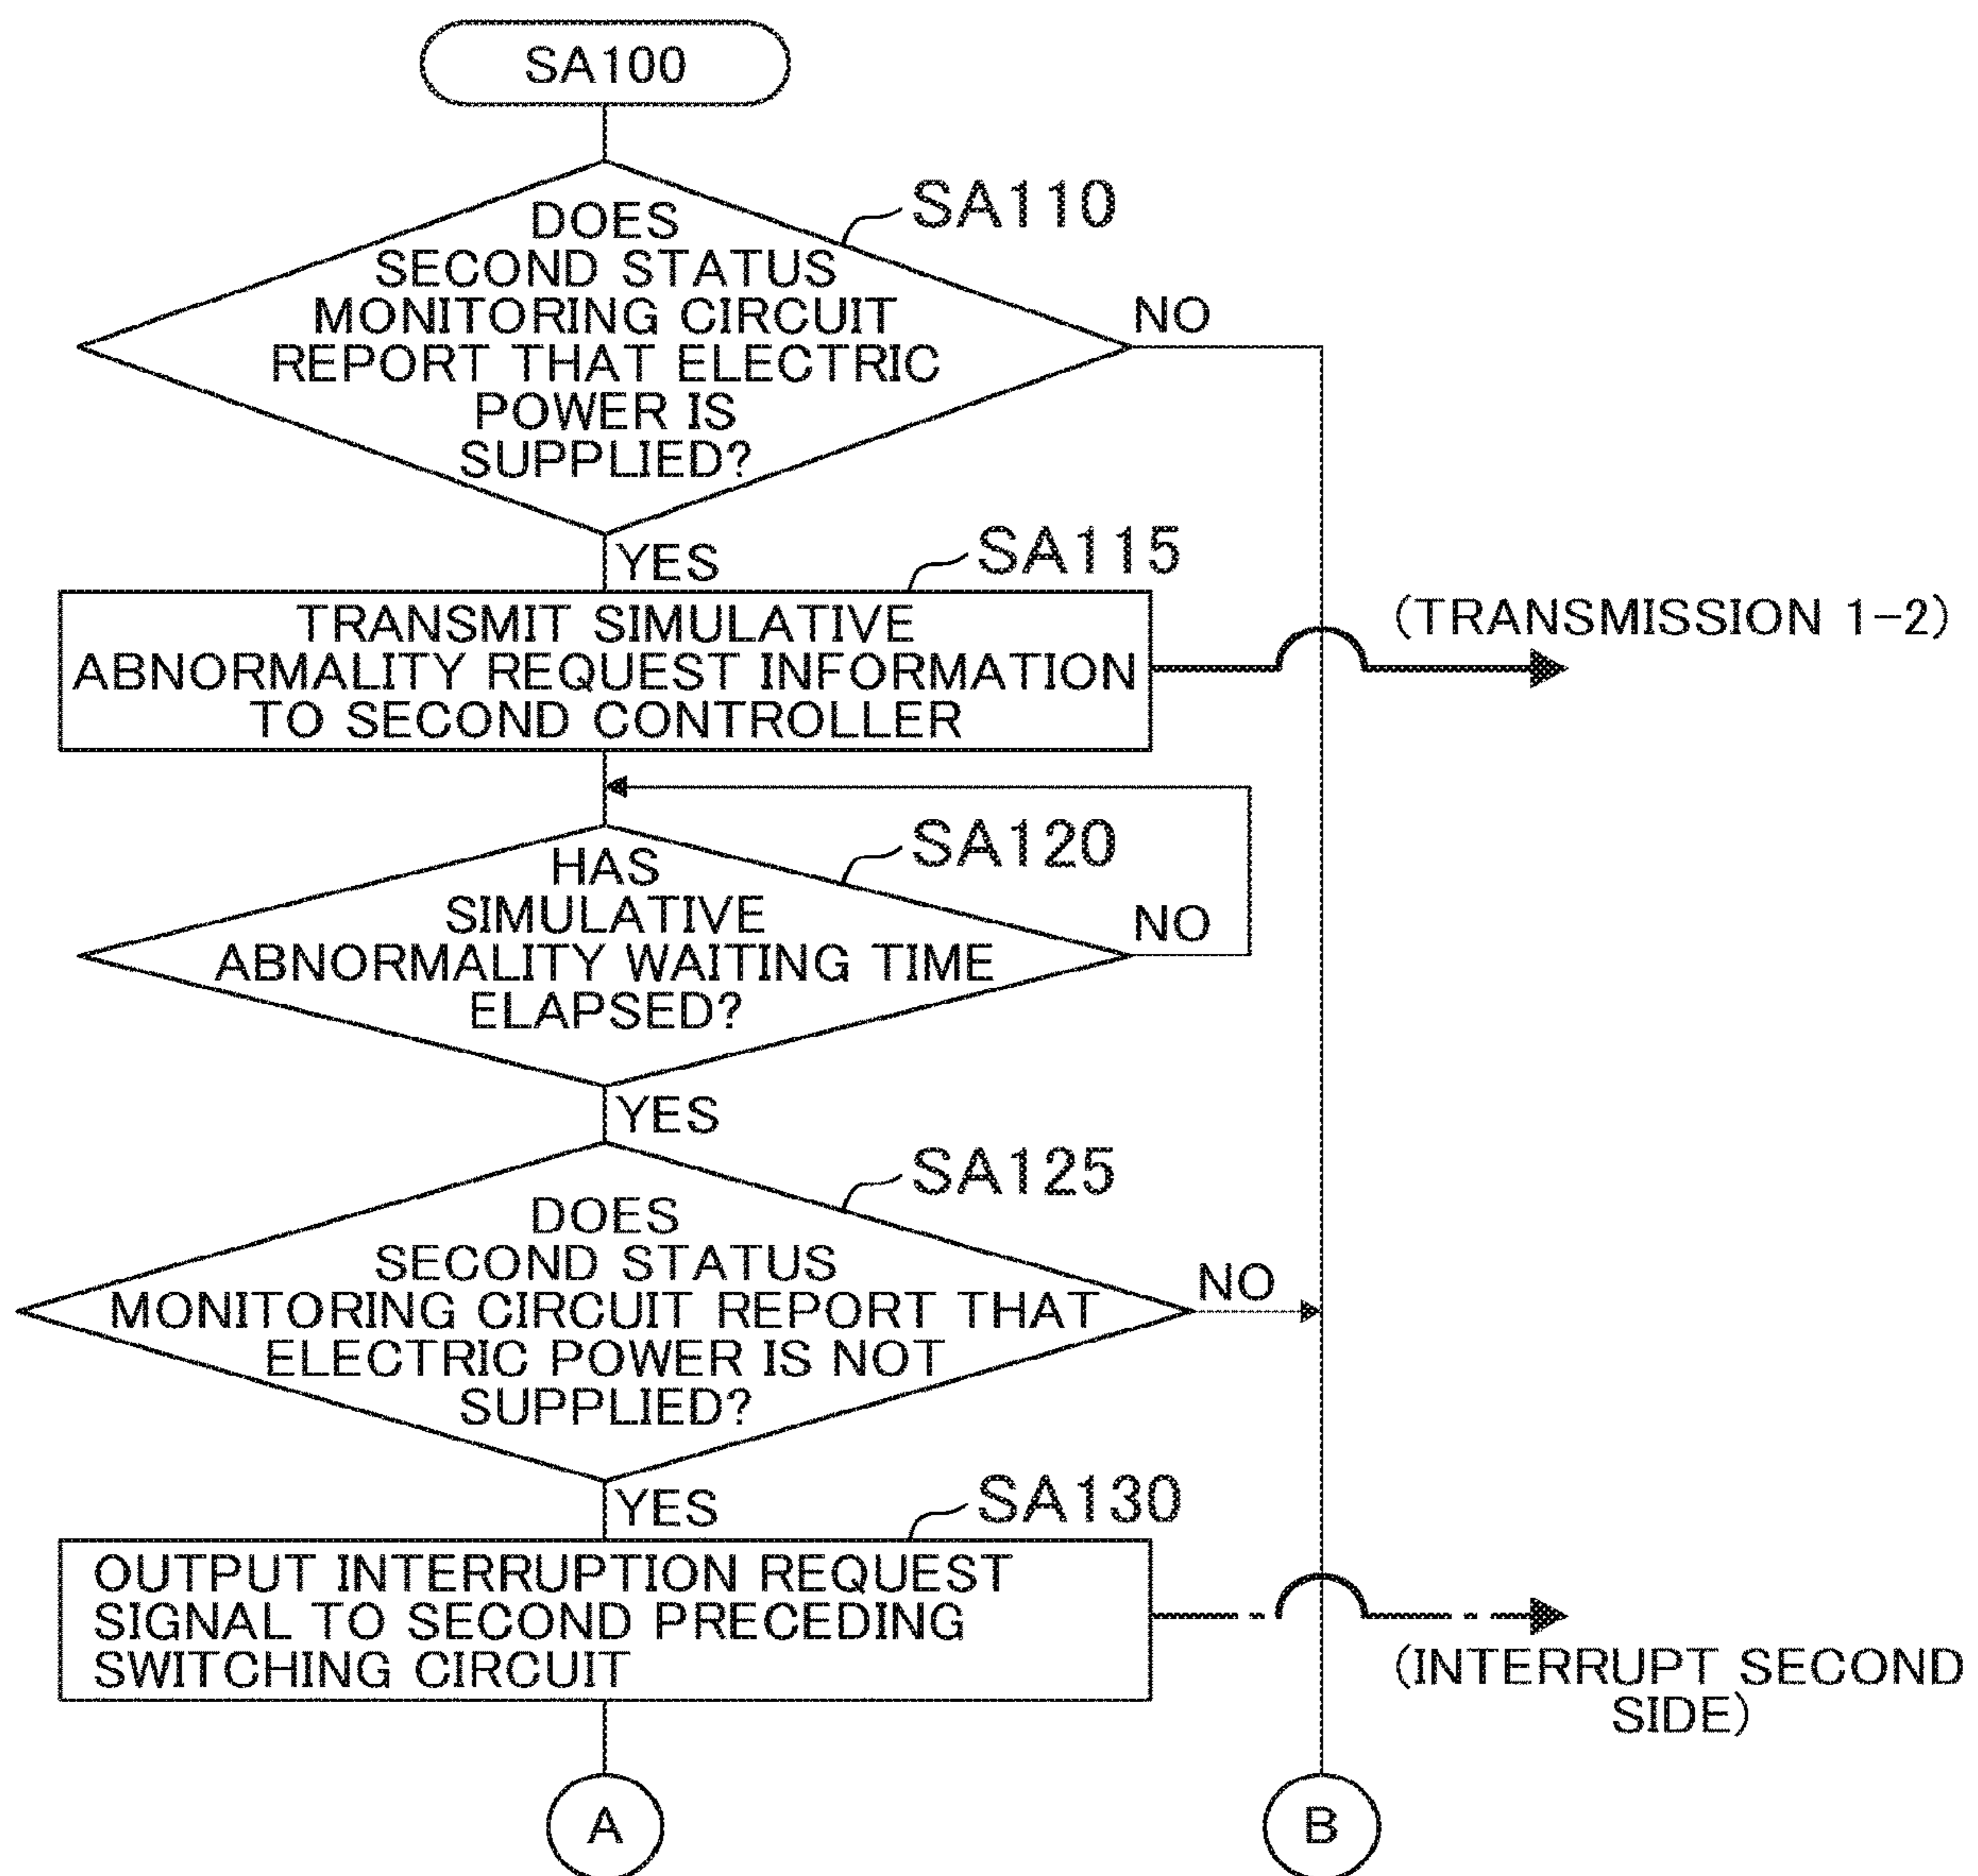 SA100
SA110
DOES
SECOND STATUS
MONITORING CIRCUIT
REPORT THAT ELECTRIC
POWER IS
SUPPLIED?
NO
YES
SA115
TRANSMIT SIMULATIVE
ABNORMALITY REQUEST INFORMATION
TO SECOND CONTROLLER
(TRANSMISSION 1-2)
SA120
HAS
SIMULATIVE
ABNORMALITY WAITING TIME
ELAPSED?
NO
YES
SA125
DOES
SECOND STATUS
MONITORING CIRCUIT REPORT THAT
ELECTRIC POWER IS NOT
SUPPLIED?
NO
YES
SA130
OUTPUT INTERRUPTION REQUEST
SIGNAL TO SECOND PRECEDING
SWITCHING CIRCUIT
(INTERRUPT SECOND
SIDE)
A
B